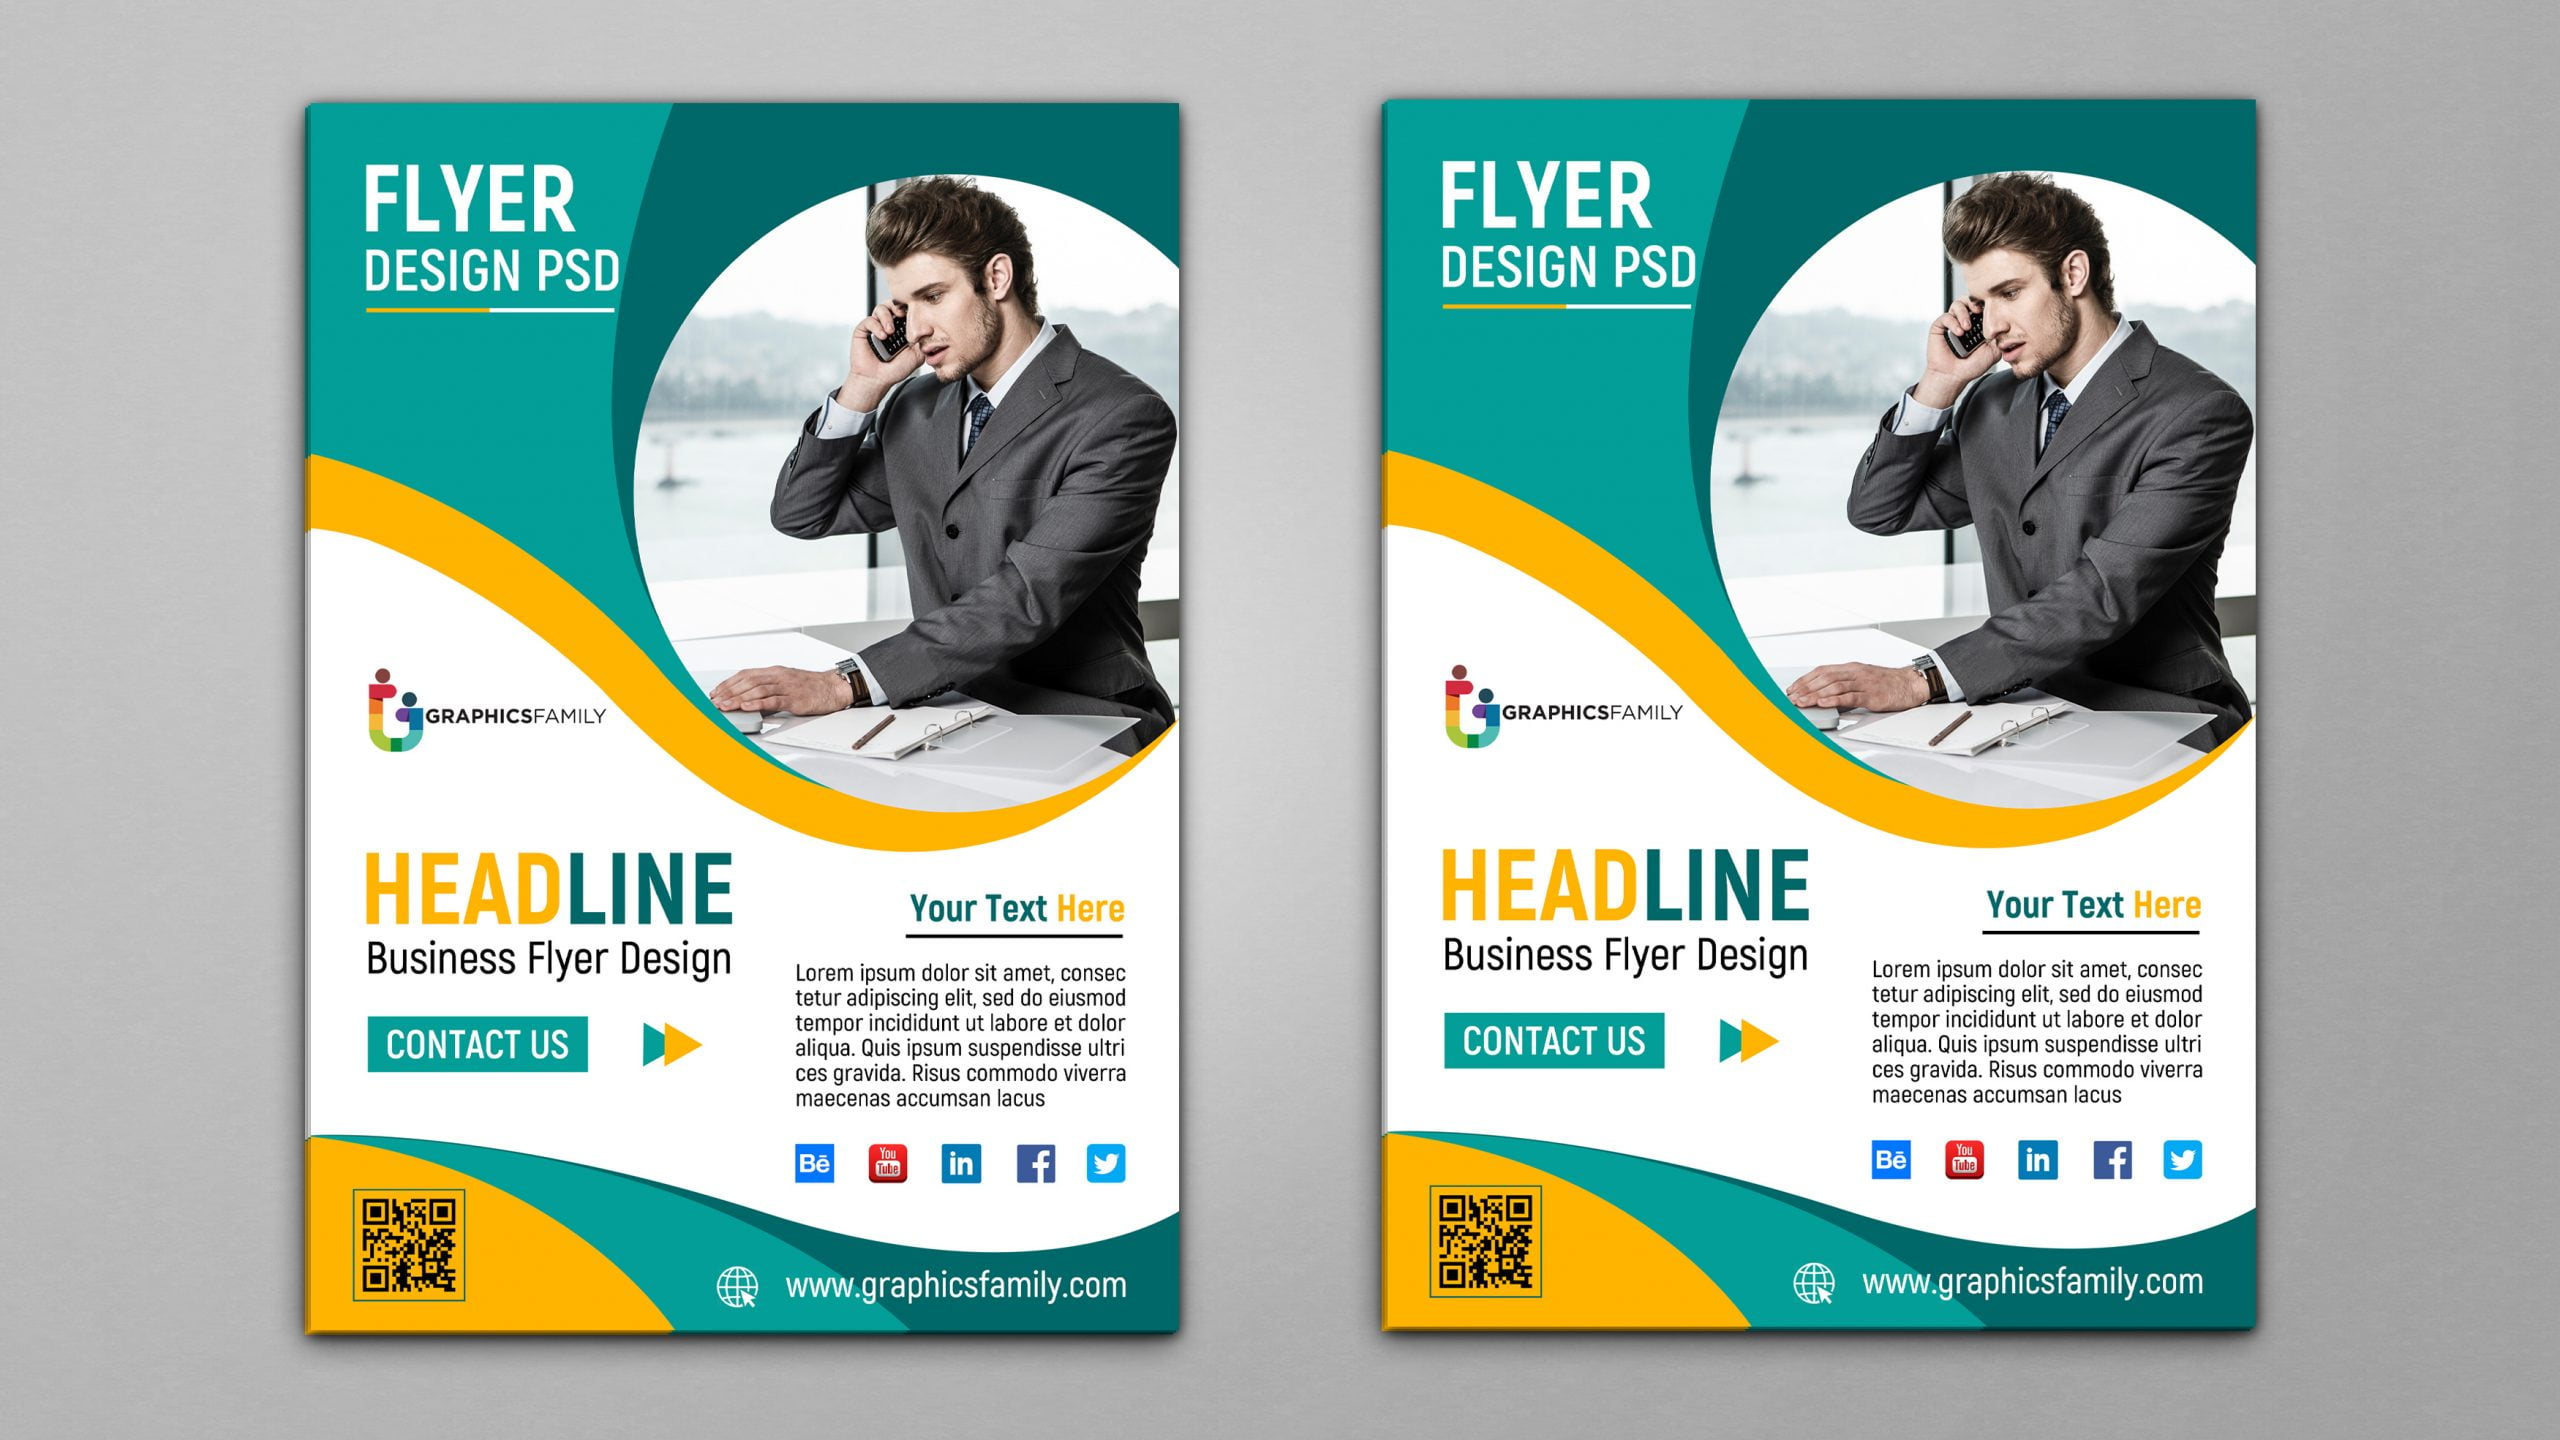 FLYER
DESIGN PSD
GRAPHICSFAMILY
HEADLINE
Business Flyer Design
CONTACT US
Your Text Here
Lorem ipsum dolor sit amet, consec
tetur adipiscing elit, sed do eiusmod
tempor incididunt ut labore et dolor
aliqua. Quis ipsum suspendisse ultri
ces gravida. Risus commodo viverra
maecenas accumsan lacus
Bē
You
Tube
in
f
www.graphicsfamily.com
FLYER
DESIGN PSD
GRAPHICSFAMILY
HEADLINE
Business Flyer Design
CONTACT US
Your Text Here
Lorem ipsum dolor sit amet, consec
tetur adipiscing elit, sed do eiusmod
tempor incididunt ut labore et dolor
aliqua. Quis ipsum suspendisse ultri
ces gravida. Risus commodo viverra
maecenas accumsan lacus
Bē
You
Tube
in
f
www.graphicsfamily.com